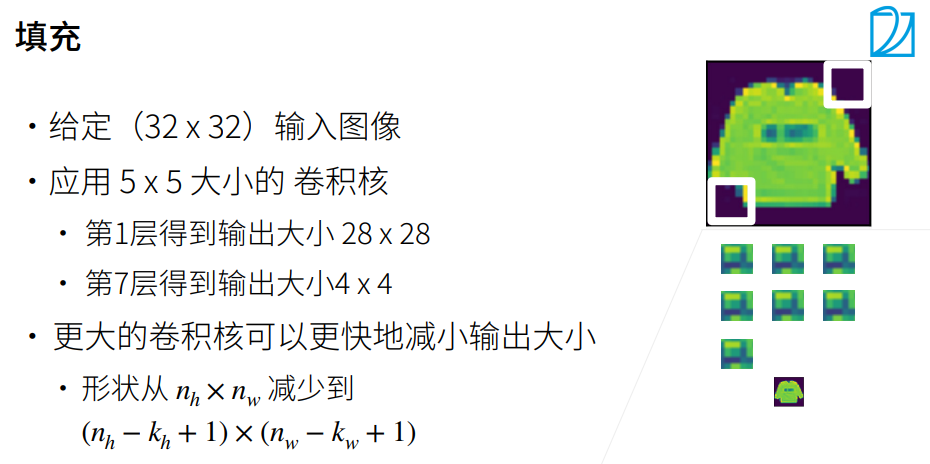 填充
• 给定（32 x 32）输入图像
• 应用 5 x 5 大小的 卷积核
• 第1层得到输出大小 28 x 28
• 第7层得到输出大小4 x 4
• 更大的卷积核可以更快地减小输出大小
• 形状从 n_h × n_w 减少到
(n_h − k_h + 1) × (n_w − k_w + 1)